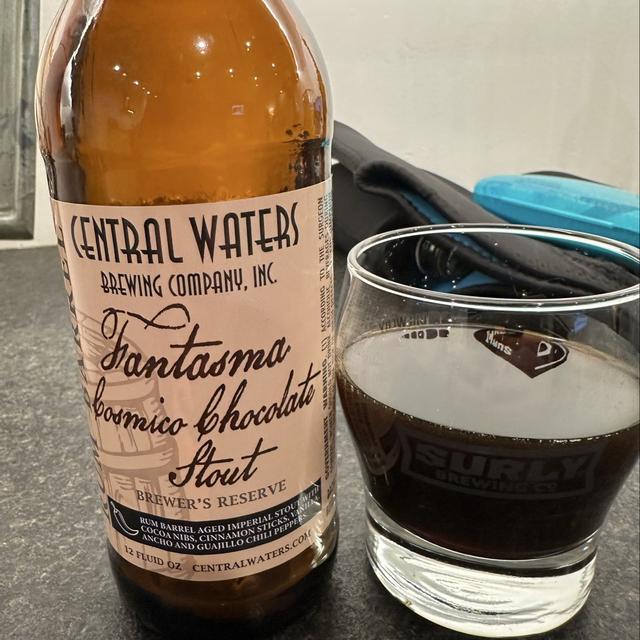 CENTRAL WATERS
BREWING COMPANY, INC.
Fantasma
Cosmico Chocolate
Stout
BREWER'S RESERVE
RUM BARREL AGED IMPERIAL STOUT WITH
COCOA NIBS, CINNAMON STICKS, VANILLA
ANCHO AND GUAJILLO CHILI PEPPERS
12 FLUID OZ CENTRALWATERS.COM
SURLY
BREWING CO.